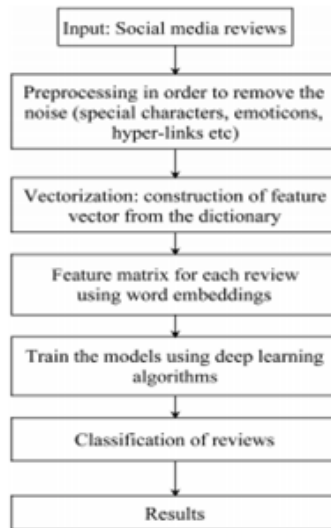 Input: Social media reviews
Preprocessing in order to remove the
noise (special characters, emoticons,
hyper-links etc)
Vectorization: construction of feature
vector from the dictionary
Feature matrix for each review
using word embeddings
Train the models using deep learning
algorithms
Classification of reviews
Results